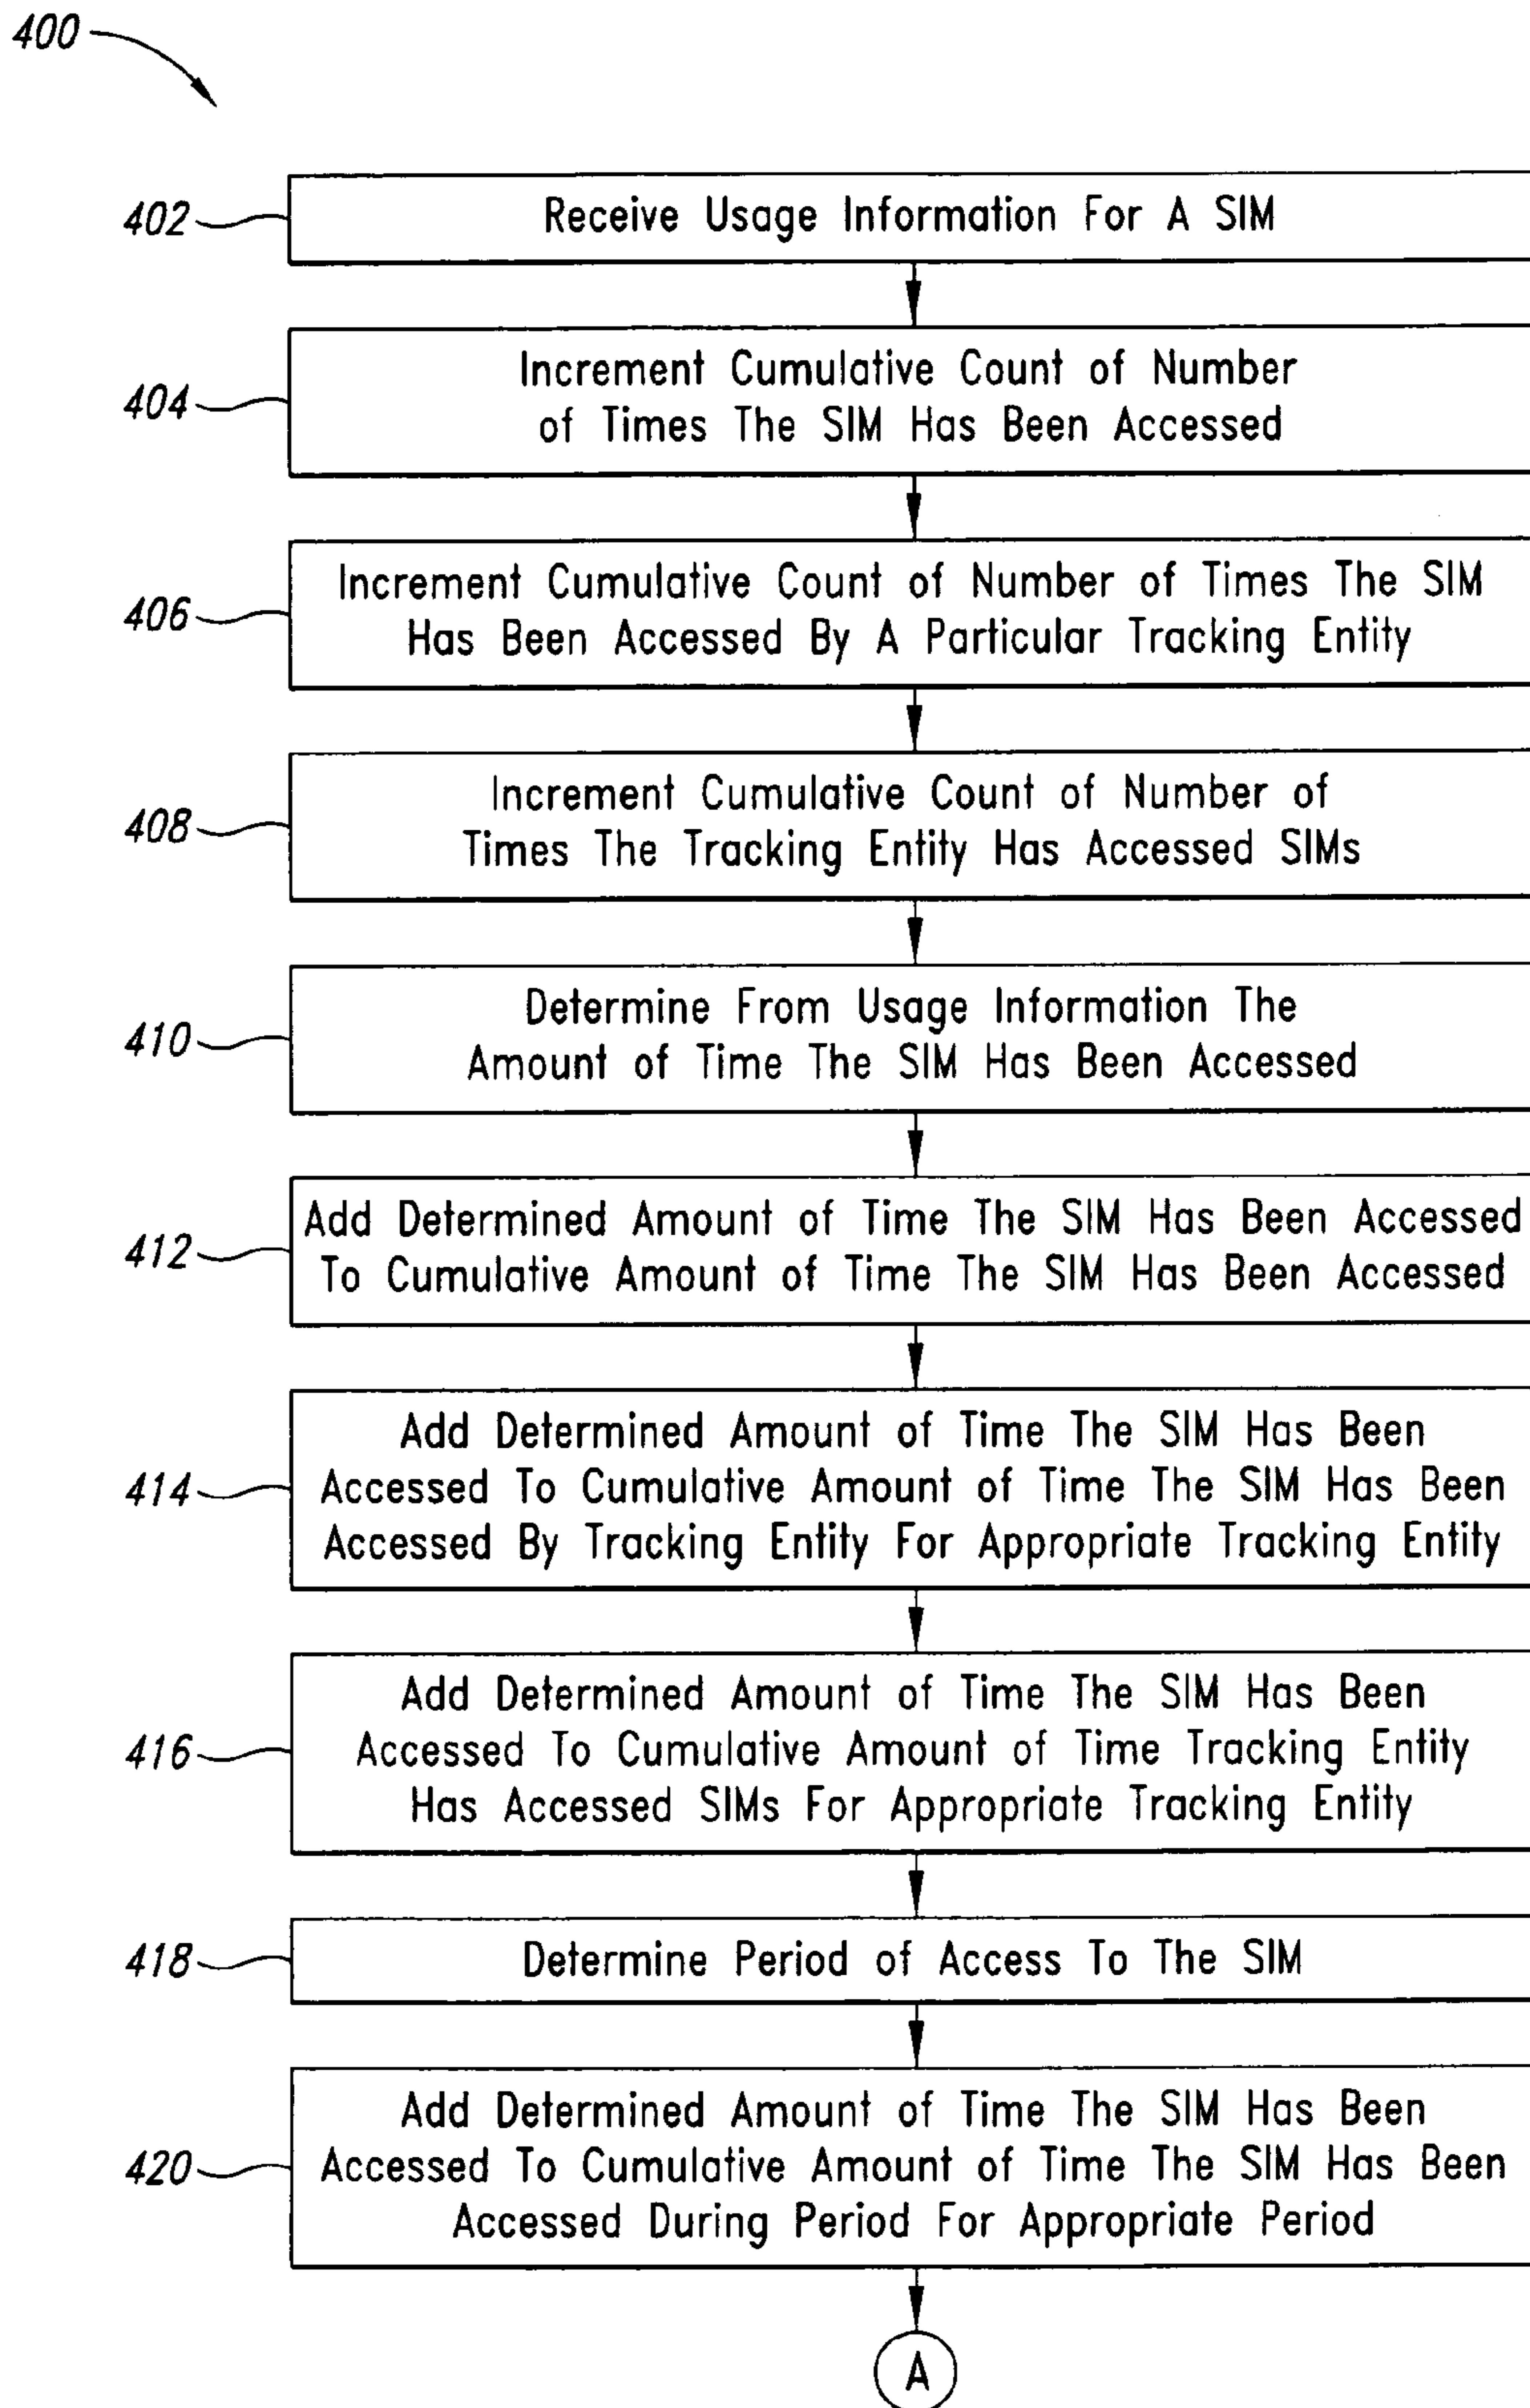 400
402
Receive Usage Information For A SIM
404
Increment Cumulative Count of Number
of Times The SIM Has Been Accessed
406
Increment Cumulative Count of Number of Times The SIM
Has Been Accessed By A Particular Tracking Entity
408
Increment Cumulative Count of Number of
Times The Tracking Entity Has Accessed SIMs
410
Determine From Usage Information The
Amount of Time The SIM Has Been Accessed
412
Add Determined Amount of Time The SIM Has Been Accessed
To Cumulative Amount of Time The SIM Has Been Accessed
414
Add Determined Amount of Time The SIM Has Been
Accessed To Cumulative Amount of Time The SIM Has Been
Accessed By Tracking Entity For Appropriate Tracking Entity
416
Add Determined Amount of Time The SIM Has Been
Accessed To Cumulative Amount of Time Tracking Entity
Has Accessed SIMs For Appropriate Tracking Entity
418
Determine Period of Access To The SIM
420
Add Determined Amount of Time The SIM Has Been
Accessed To Cumulative Amount of Time The SIM Has Been
Accessed During Period For Appropriate Period
A